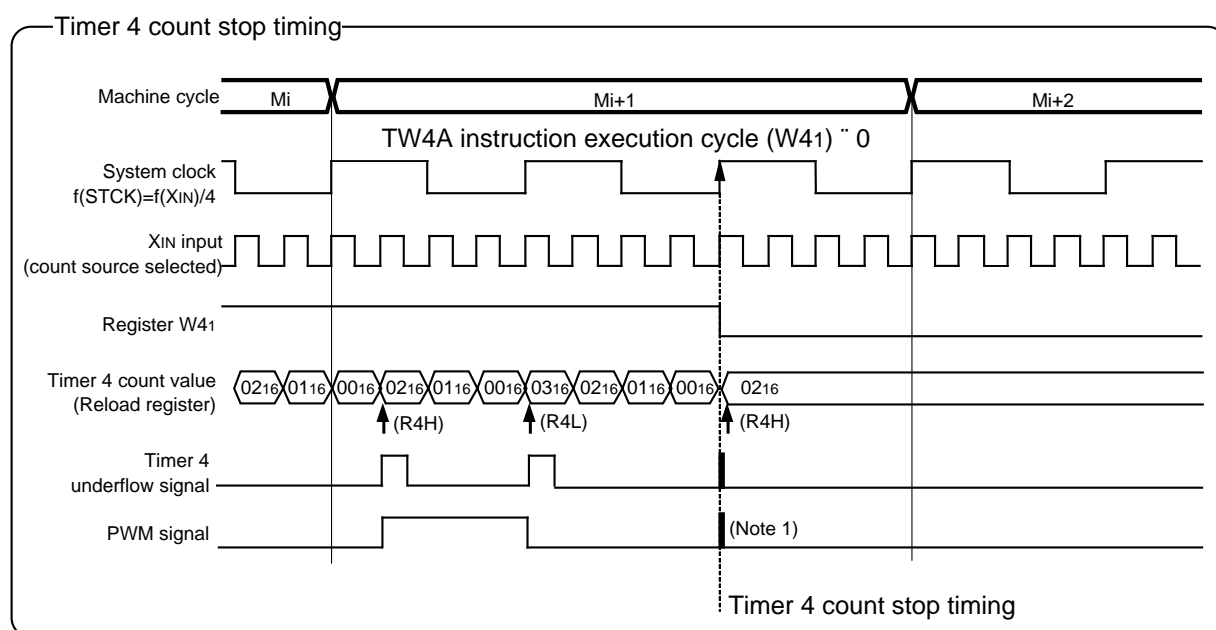 Timer 4 count stop timing
Machine cycle Mi Mi+1 Mi+2
TW4A instruction execution cycle (W41) ¨ 0
System clock
f(STCK)=f(XIN)/4
XIN input
(count source selected)
Register W41
Timer 4 count value
(Reload register)
0216 0116 0016 0216 0116 0016 0316 0216 0116 0016 0216
(R4H) (R4L) (R4H)
Timer 4
underflow signal
PWM signal
(Note 1)
Timer 4 count stop timing